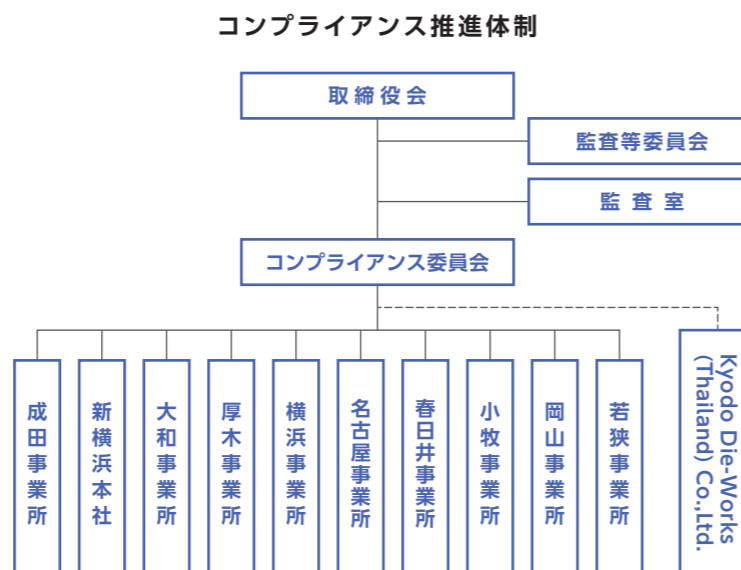 コンプライアンス推進体制
取締役会
監査等委員会
監査室
コンプライアンス委員会
成田事業所
新横浜本社
大和事業所
厚木事業所
横浜事業所
名古屋事業所
春日井事業所
小牧事業所
岡山事業所
若狭事業所
Kyodo Die-Works
(Thailand) Co.,Ltd.